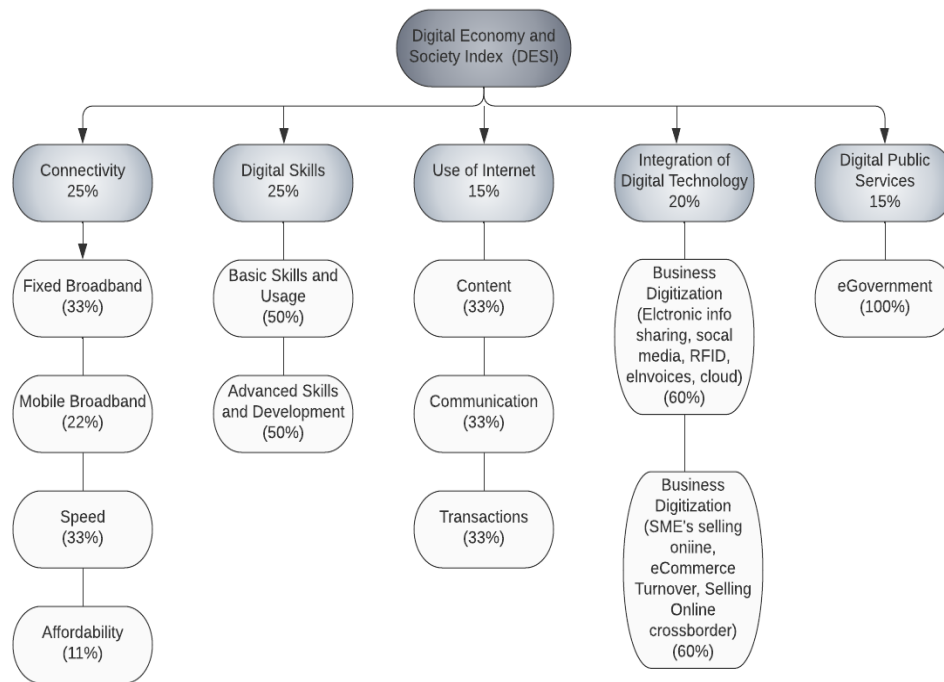 Digital Economy and
Society Index  (DESI)
Connectivity
25%
Digital Skills
25%
Use of Internet
15%
Integration of
Digital Technology
20%
Digital Public
Services
15%
Fixed Broadband
(33%)
Mobile Broadband
(22%)
Speed
(33%)
Affordability
(11%)
Basic Skills and
Usage
(50%)
Advanced Skills
and Development
(50%)
Content
(33%)
Communication
(33%)
Transactions
(33%)
Business
Digitization
(Elctronic info
sharing, socal
media, RFID,
eInvoices, cloud)
(60%)
Business
Digitization
(SME's selling
oniine,
eCommerce
Turnover, Selling
Online
crossborder)
(60%)
eGovernment
(100%)